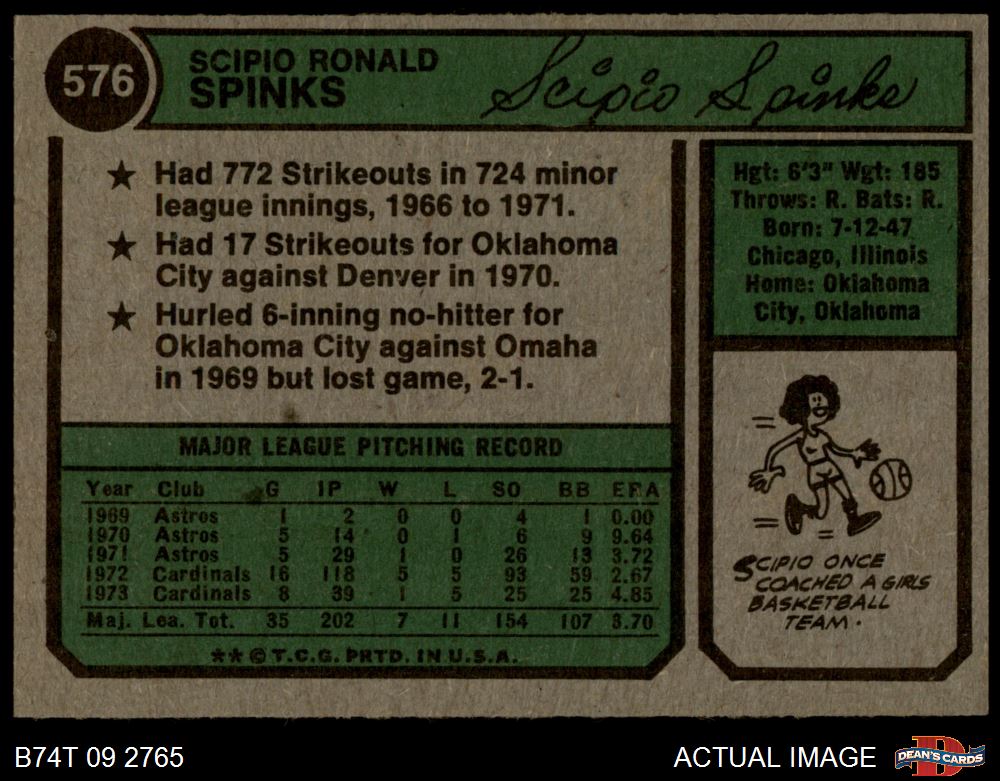 576
SCIPIO RONALD
SPINKS
Scipio Spinks
★ Had 772 Strikeouts in 724 minor
league innings, 1966 to 1971.
★ Had 17 Strikeouts for Oklahoma
City against Denver in 1970.
★ Hurled 6-inning no-hitter for
Oklahoma City against Omaha
in 1969 but lost game, 2-1.
Hgt: 6'3" Wgt: 185
Throws: R. Bats: R.
Born: 7-12-47
Chicago, Illinois
Home: Oklahoma
City, Oklahoma
MAJOR LEAGUE PITCHING RECORD
Year Club G IP W L SO BB ERA
1969 Astros 1 2 0 0 4 1 0.00
1970 Astros 5 14 0 1 6 9 9.64
1971 Astros 5 29 1 0 26 13 3.72
1972 Cardinals 16 118 5 5 93 59 2.67
1973 Cardinals 8 39 1 5 25 25 4.85
Maj. Lea. Tot. 35 202 7 11 154 107 3.70
★★©T.C.G. PRTD. IN U.S.A.
SCIPIO ONCE
COACHED A GIRLS
BASKETBALL
TEAM.
B74T 09 2765
ACTUAL IMAGE
D
DEAN'S CARDS